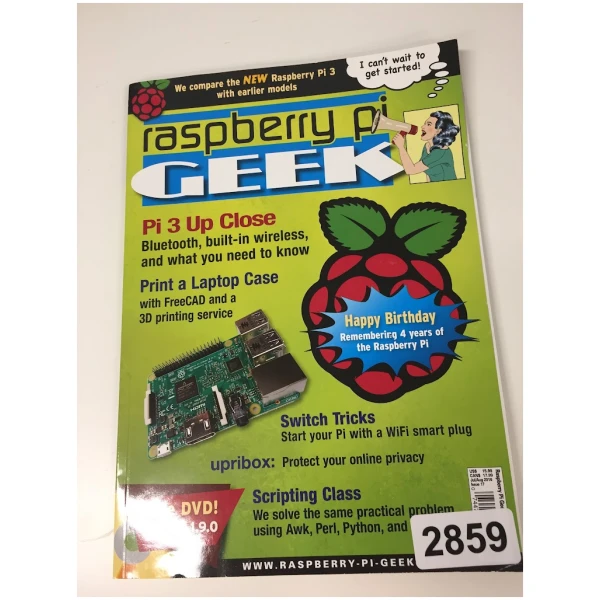 We compare the NEW Raspberry Pi 3
with earlier models
I can't wait to
get started!
raspberry pi
GEEK
Pi 3 Up Close
Bluetooth, built-in wireless,
and what you need to know
Print a Laptop Case
with FreeCAD and a
3D printing service
Happy Birthday
Remembering 4 years of
the Raspberry Pi
Switch Tricks
Start your Pi with a WiFi smart plug
upribox: Protect your online privacy
DVD!
.9.0
Scripting Class
We solve the same practical problem
using Awk, Perl, Python, and
2859
WWW.RASPBERRY-PI-GEEK